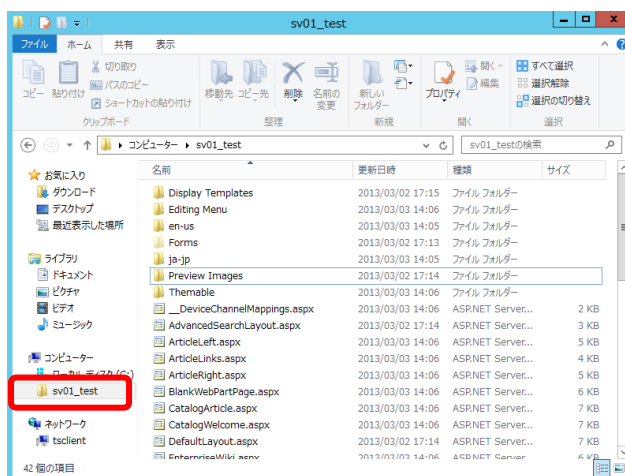 sv01_test
ファイル ホーム 共有 表示
コピー 貼り付け 切り取り パスのコピー ショートカットの貼り付け
移動先 コピー先 削除 名前の変更
新しいフォルダー
プロパティ 開く 編集
すべて選択 選択解除 選択の切り替え
クリップボード 整理 新規 開く 選択
コンピューター sv01_test sv01_testの検索
お気に入り
ダウンロード
デスクトップ
最近表示した場所
ライブラリ
ドキュメント
ピクチャ
ビデオ
ミュージック
コンピューター
ローカル ディスク (C:)
sv01_test
ネットワーク
tsclient
名前 更新日時 種類 サイズ
Display Templates 2013/03/02 17:15 ファイル フォルダー
Editing Menu 2013/03/03 14:06 ファイル フォルダー
en-us 2013/03/03 14:05 ファイル フォルダー
Forms 2013/03/02 17:13 ファイル フォルダー
ja-jp 2013/03/03 14:05 ファイル フォルダー
Preview Images 2013/03/02 17:14 ファイル フォルダー
Themable 2013/03/03 14:06 ファイル フォルダー
__DeviceChannelMappings.aspx 2013/03/03 14:06 ASP.NET Server... 2 KB
AdvancedSearchLayout.aspx 2013/03/02 17:14 ASP.NET Server... 3 KB
ArticleLeft.aspx 2013/03/03 14:06 ASP.NET Server... 5 KB
ArticleLinks.aspx 2013/03/03 14:06 ASP.NET Server... 4 KB
ArticleRight.aspx 2013/03/03 14:06 ASP.NET Server... 5 KB
BlankWebPartPage.aspx 2013/03/03 14:06 ASP.NET Server... 6 KB
CatalogArticle.aspx 2013/03/03 14:06 ASP.NET Server... 7 KB
CatalogWelcome.aspx 2013/03/03 14:06 ASP.NET Server... 7 KB
DefaultLayout.aspx 2013/03/02 17:14 ASP.NET Server... 7 KB
EnterpriseWiki.aspx 2013/03/03 14:06 ASP.NET Server... 6 KB
42 個の項目